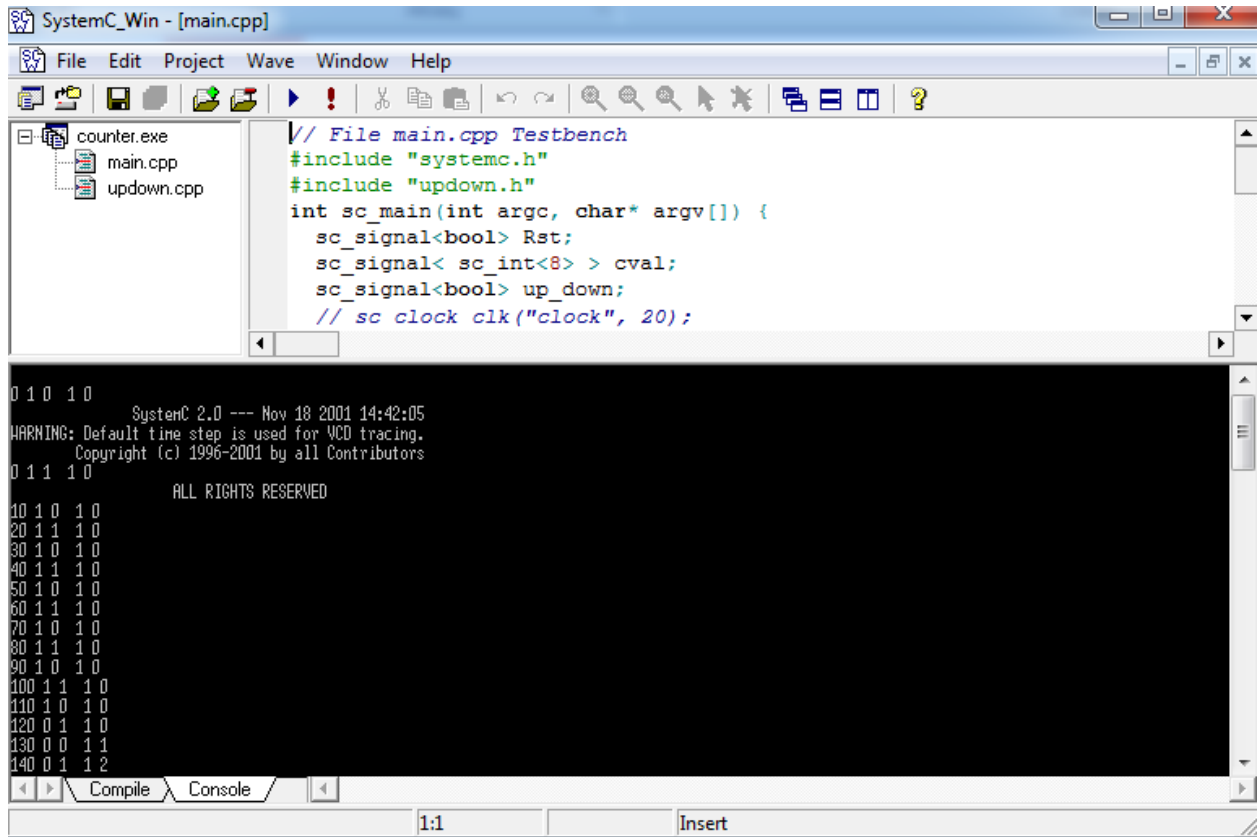 SystemC_Win - [main.cpp]
File Edit Project Wave Window Help
counter.exe
main.cpp
updown.cpp
// File main.cpp Testbench
#include "systemc.h"
#include "updown.h"
int sc_main(int argc, char* argv[]) {
sc_signal<bool> Rst;
sc_signal< sc_int<8> > cval;
sc_signal<bool> up_down;
// sc clock clk("clock", 20);
0 1 0 1 0
SystemC 2.0 --- Nov 18 2001 14:42:05
WARNING: Default time step is used for VCD tracing.
Copyright (c) 1996-2001 by all Contributors
0 1 1 1 0
ALL RIGHTS RESERVED
10 1 0 1 0
20 1 1 1 0
30 1 0 1 0
40 1 1 1 0
50 1 0 1 0
60 1 1 1 0
70 1 0 1 0
80 1 1 1 0
90 1 0 1 0
100 1 1 1 0
110 1 0 1 0
120 0 1 1 0
130 0 0 1 1
140 0 1 1 2
Compile Console
1:1 Insert